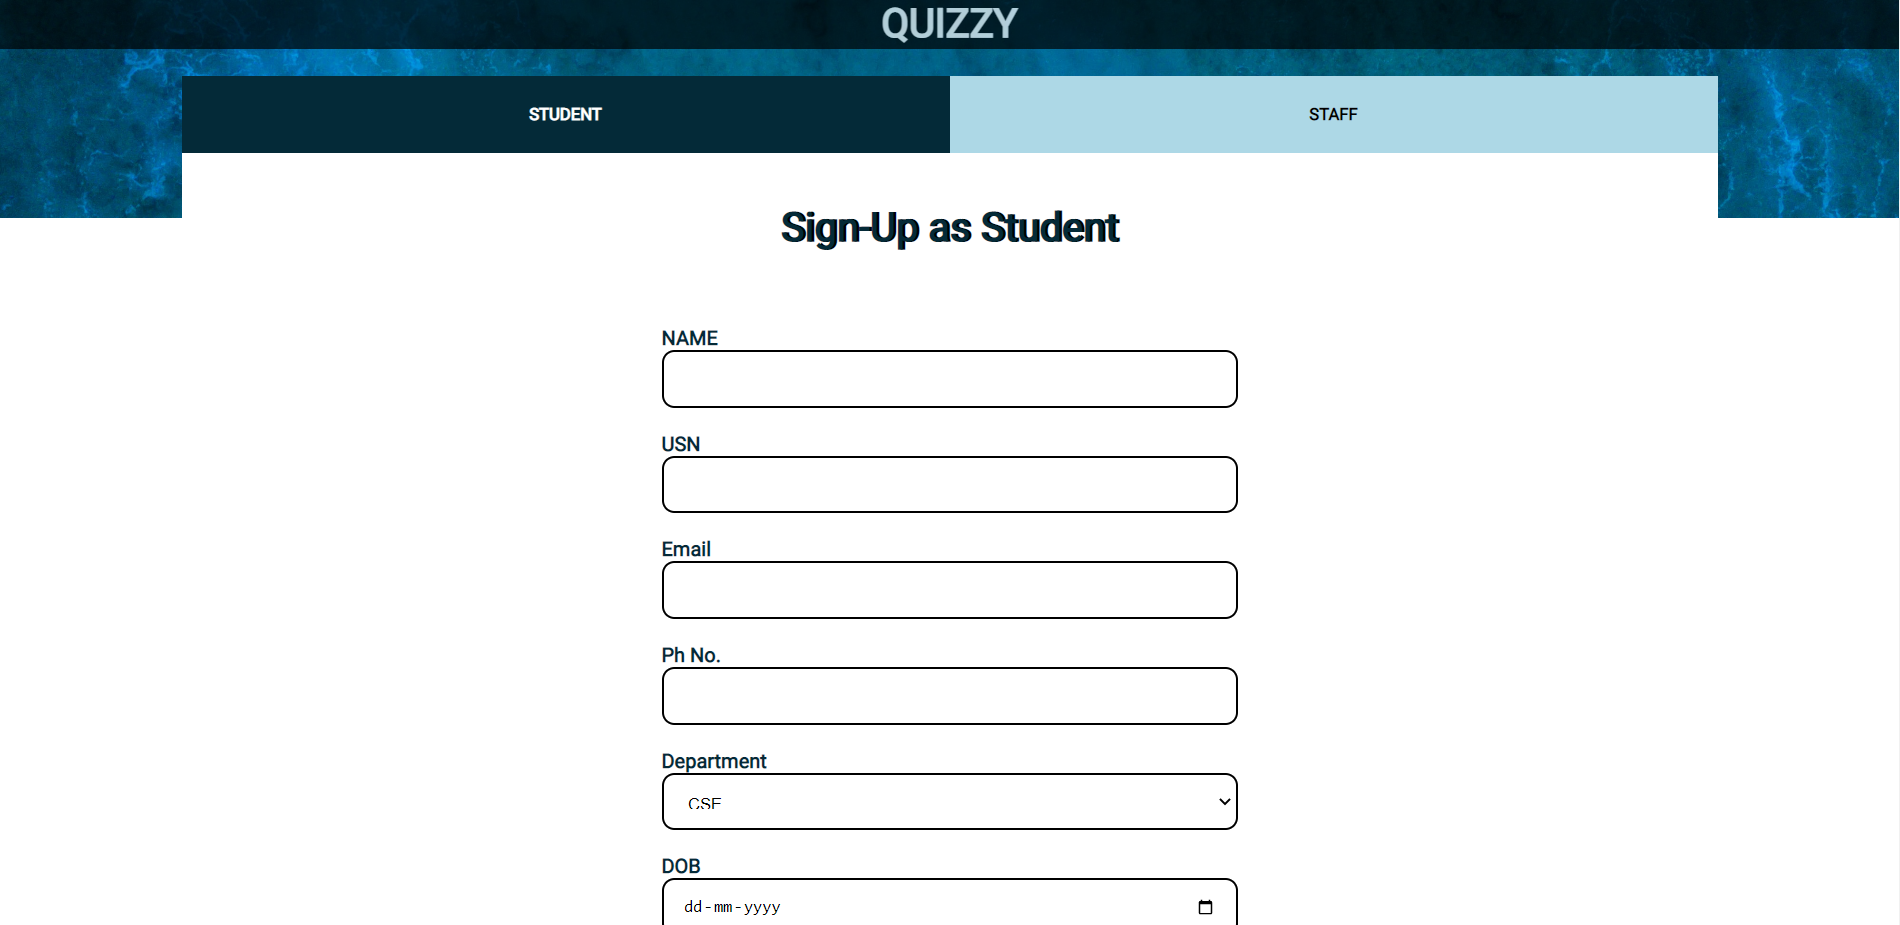 QUIZZY
STUDENT
STAFF
Sign-Up as Student
NAME
USN
Email
Ph No.
Department
CSE
DOB
dd-mm-yyyy